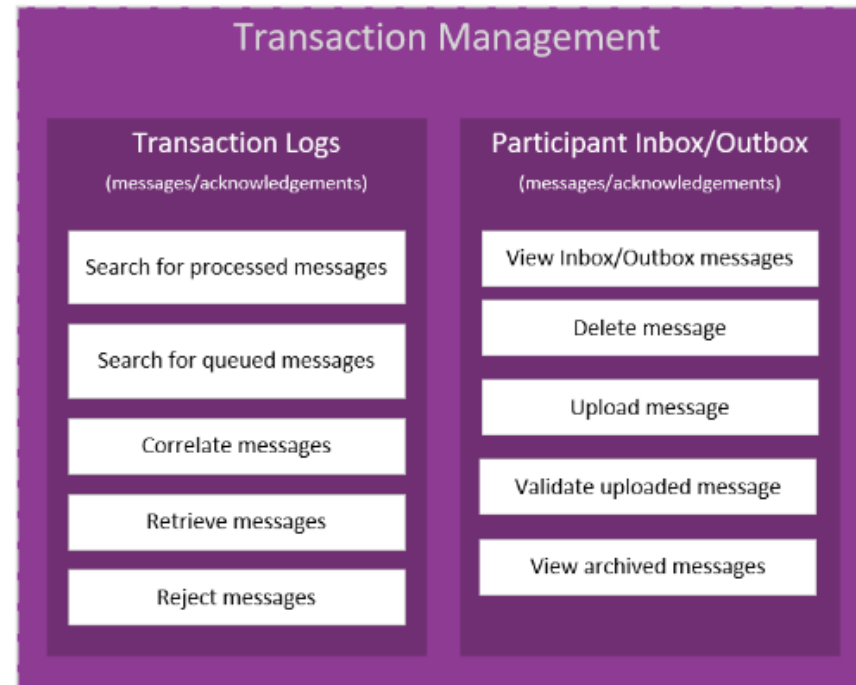 Transaction Management
Transaction Logs
(messages/acknowledgements)
Search for processed messages
Search for queued messages
Correlate messages
Retrieve messages
Reject messages
Participant Inbox/Outbox
(messages/acknowledgements)
View Inbox/Outbox messages
Delete message
Upload message
Validate uploaded message
View archived messages